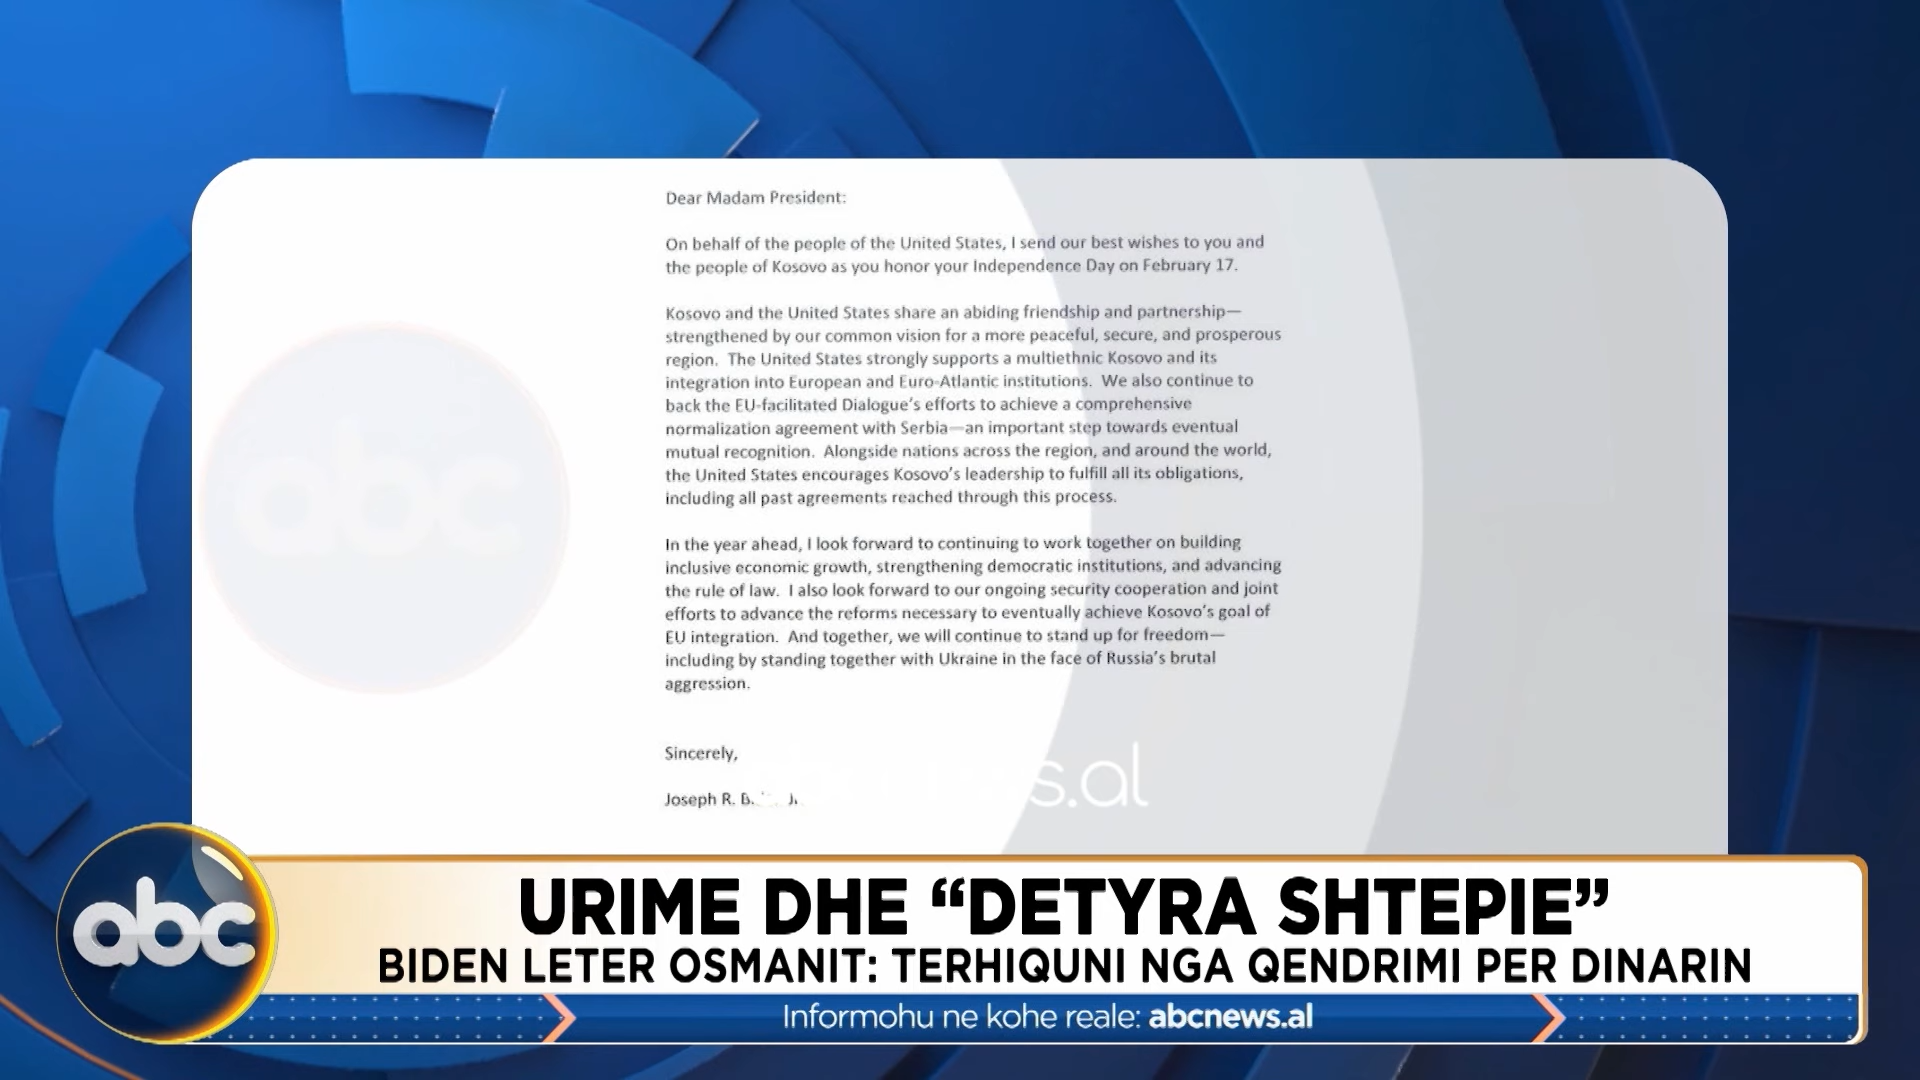 Dear Madam President:
On behalf of the people of the United States, I send our best wishes to you and
the people of Kosovo as you honor your Independence Day on February 17.
Kosovo and the United States share an abiding friendship and partnership—
strengthened by our common vision for a more peaceful, secure, and prosperous
region. The United States strongly supports a multiethnic Kosovo and its
integration into European and Euro-Atlantic institutions. We also continue to
back the EU-facilitated Dialogue's efforts to achieve a comprehensive
normalization agreement with Serbia—an important step towards eventual
mutual recognition. Alongside nations across the region, and around the world,
the United States encourages Kosovo's leadership to fulfill all its obligations,
including all past agreements reached through this process.
In the year ahead, I look forward to continuing to work together on building
inclusive economic growth, strengthening democratic institutions, and advancing
the rule of law. I also look forward to our ongoing security cooperation and joint
efforts to advance the reforms necessary to eventually achieve Kosovo's goal of
EU integration. And together, we will continue to stand up for freedom—
including by standing together with Ukraine in the face of Russia's brutal
aggression.
Sincerely,
Joseph R.
abc
abc
URIME DHE “DETYRA SHTEPIE”
BIDEN LETER OSMANIT: TERHIQUNI NGA QENDRIMI PER DINARIN
Informohu ne kohe reale: abcnews.al